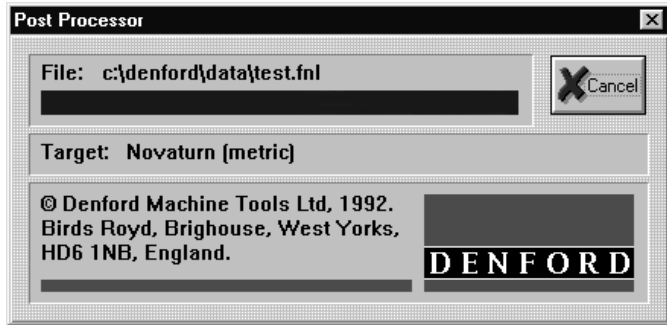 Post Processor
File: c:\denford\data\test.fnl
Cancel
Target: Novaturn (metric)
© Denford Machine Tools Ltd, 1992.
Birds Royd, Brighouse, West Yorks,
HD6 1NB, England.
DENFORD